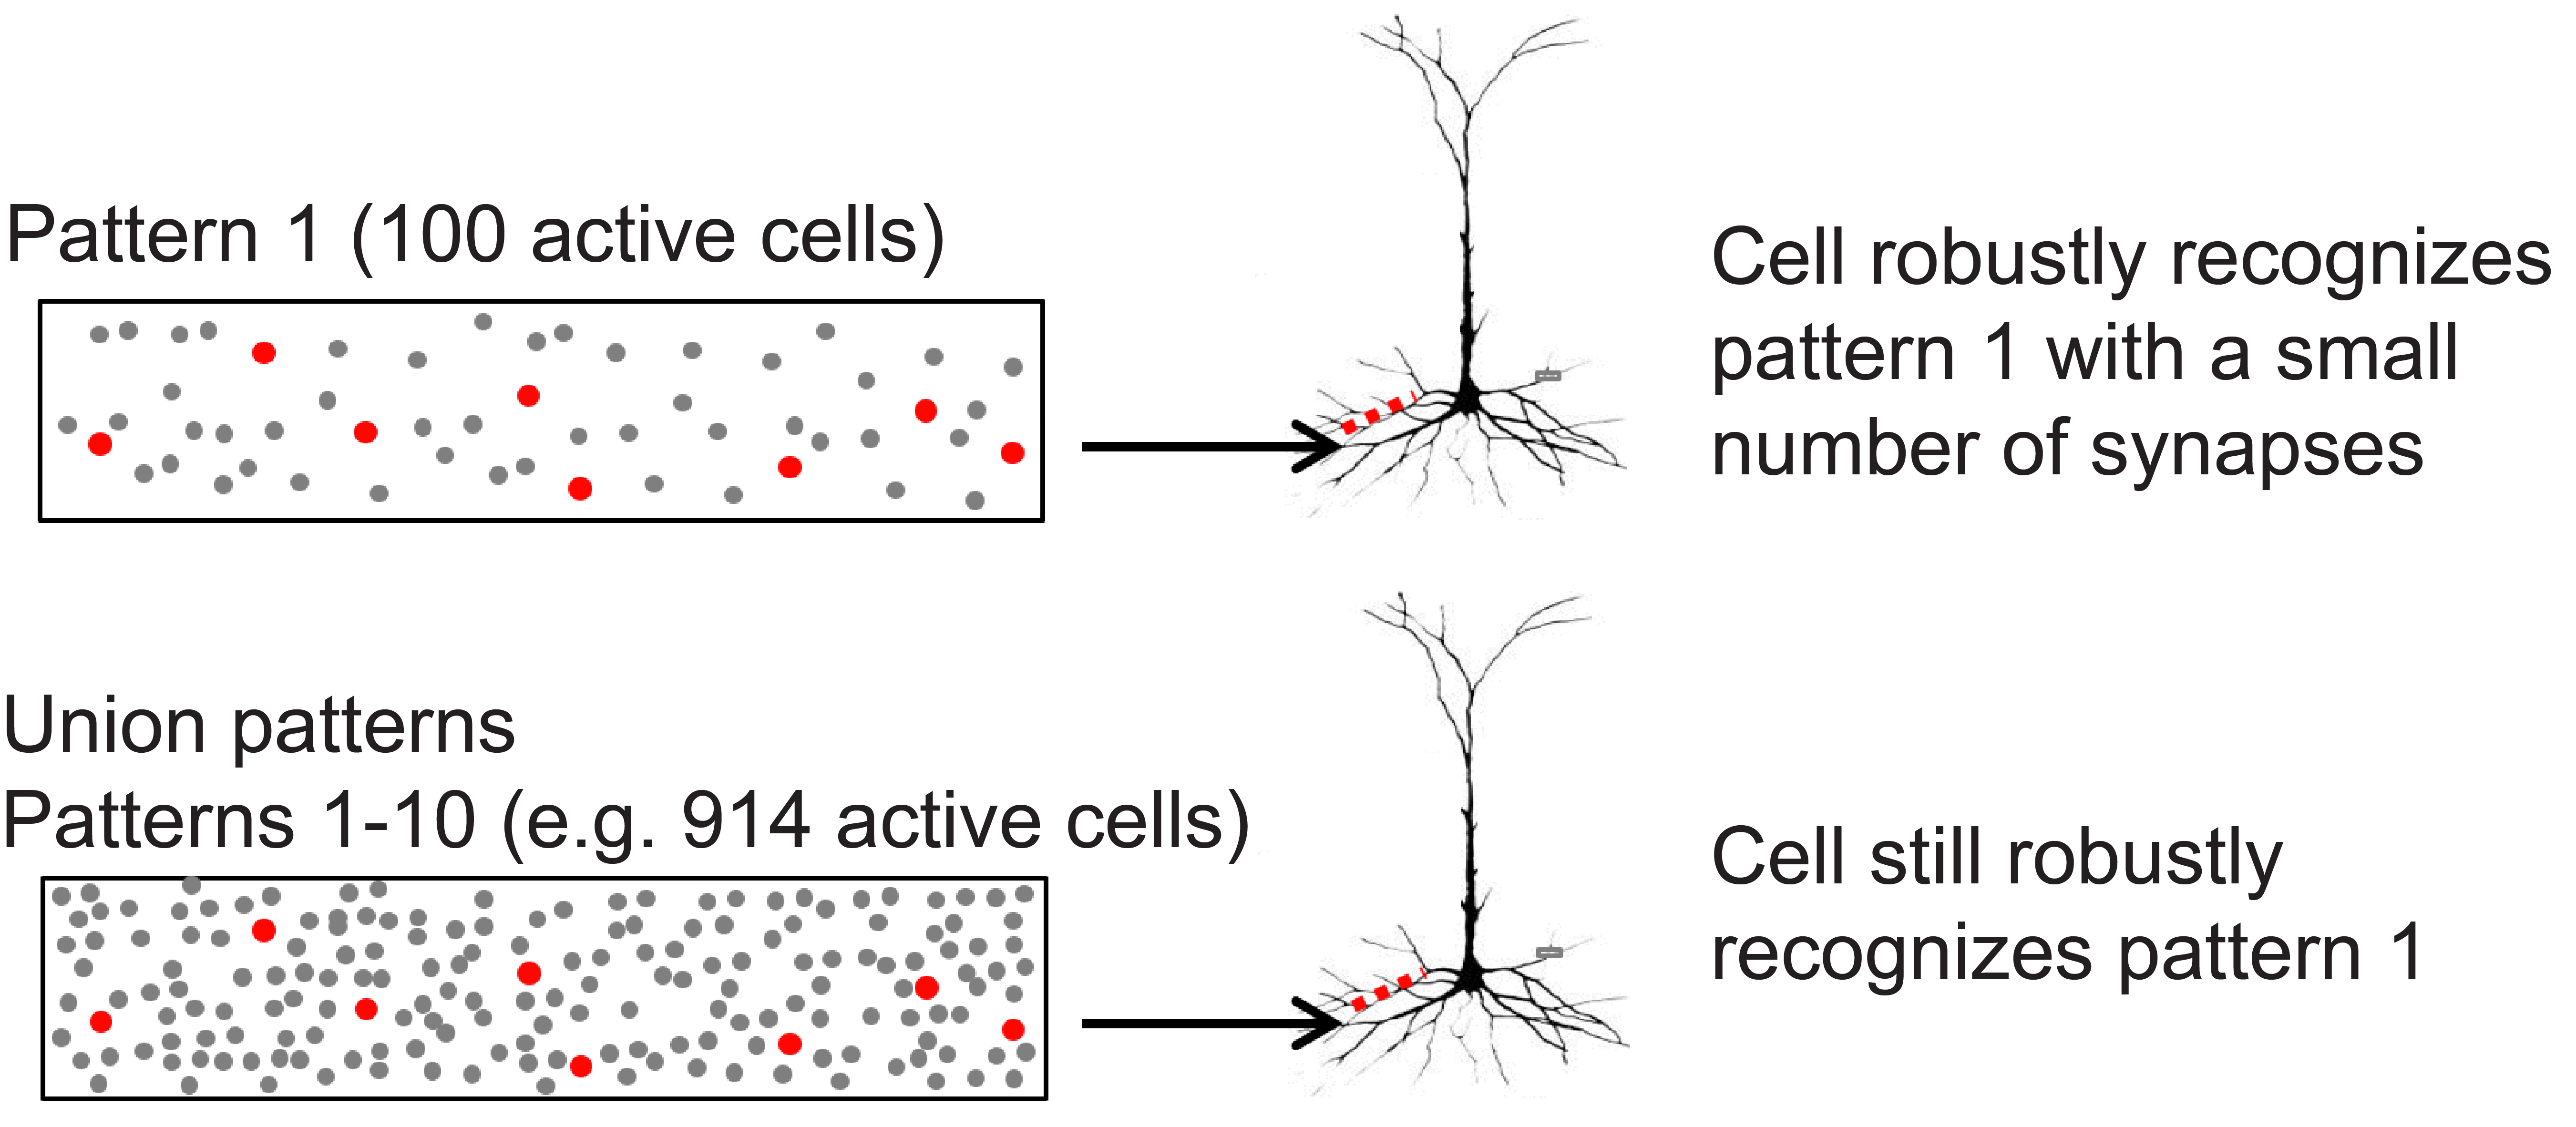 Pattern 1 (100 active cells)
Cell robustly recognizes
pattern 1 with a small
number of synapses
Union patterns
Patterns 1-10 (e.g. 914 active cells)
Cell still robustly
recognizes pattern 1